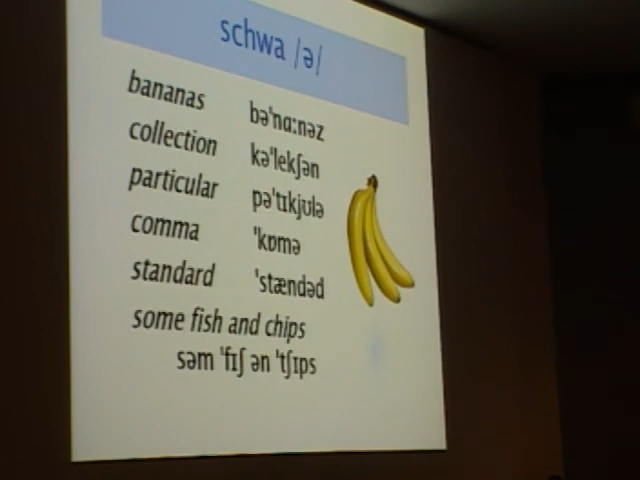 schwa /ə/
bananas bəˈnɑːnəz
collection kəˈlekʃən
particular pəˈtɪkjʊlə
comma ˈkɒmə
standard ˈstændəd
some fish and chips
səm ˈfɪʃ ən ˈtʃɪps